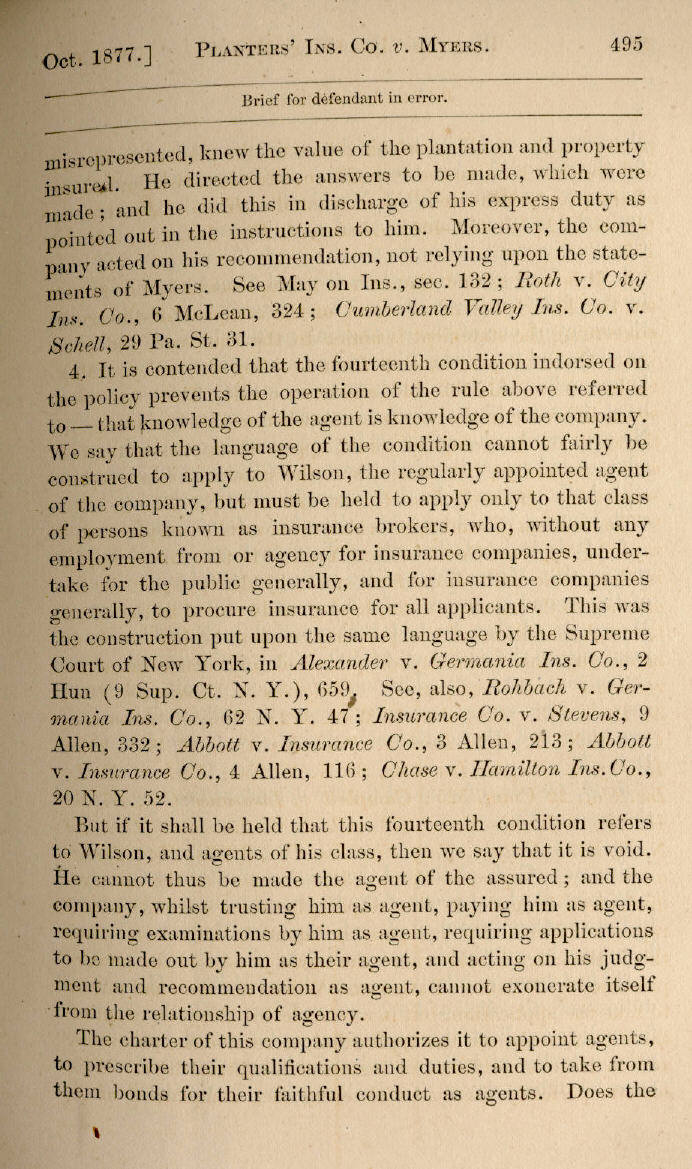 Oct. 1877.] PLANTERS' INS. CO. v. MYERS. 495
Brief for defendant in error.
misrepresented, knew the value of the plantation and property
insured. He directed the answers to be made, which were
made; and he did this in discharge of his express duty as
pointed out in the instructions to him. Moreover, the com-
pany acted on his recommendation, not relying upon the state-
ments of Myers. See May on Ins., sec. 132; Roth v. City
Ins. Co., 6 McLean, 324; Cumberland Valley Ins. Co. v.
Schell, 29 Pa. St. 31.
4. It is contended that the fourteenth condition indorsed on
the policy prevents the operation of the rule above referred
to — that knowledge of the agent is knowledge of the company.
We say that the language of the condition cannot fairly be
construed to apply to Wilson, the regularly appointed agent
of the company, but must be held to apply only to that class
of persons known as insurance brokers, who, without any
employment from or agency for insurance companies, under-
take for the public generally, and for insurance companies
generally, to procure insurance for all applicants. This was
the construction put upon the same language by the Supreme
Court of New York, in Alexander v. Germania Ins. Co., 2
Hun (9 Sup. Ct. N. Y.), 659. See, also, Rohbach v. Ger-
mania Ins. Co., 62 N. Y. 47; Insurance Co. v. Stevens, 9
Allen, 332; Abbott v. Insurance Co., 3 Allen, 213; Abbott
v. Insurance Co., 4 Allen, 116; Chase v. Hamilton Ins. Co.,
20 N. Y. 52.
But if it shall be held that this fourteenth condition refers
to Wilson, and agents of his class, then we say that it is void.
He cannot thus be made the agent of the assured; and the
company, whilst trusting him as agent, paying him as agent,
requiring examinations by him as agent, requiring applications
to be made out by him as their agent, and acting on his judg-
ment and recommendation as agent, cannot exonerate itself
from the relationship of agency.
The charter of this company authorizes it to appoint agents,
to prescribe their qualifications and duties, and to take from
them bonds for their faithful conduct as agents. Does the